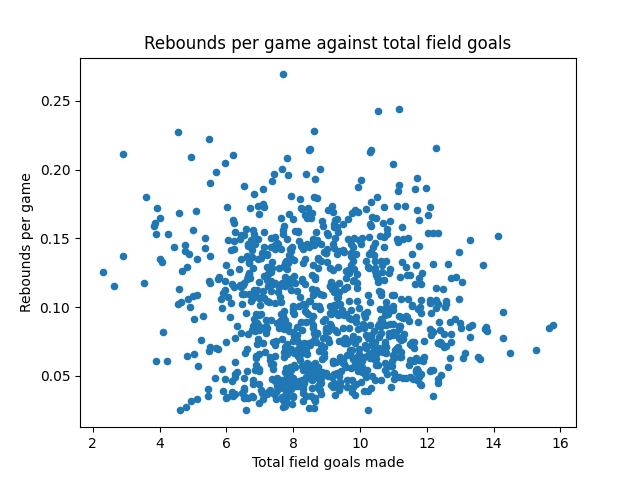 Rebounds per game against total field goals
0.25
0.20
0.15
0.10
0.05
Rebounds per game
2 4 6 8 10 12 14 16
Total field goals made